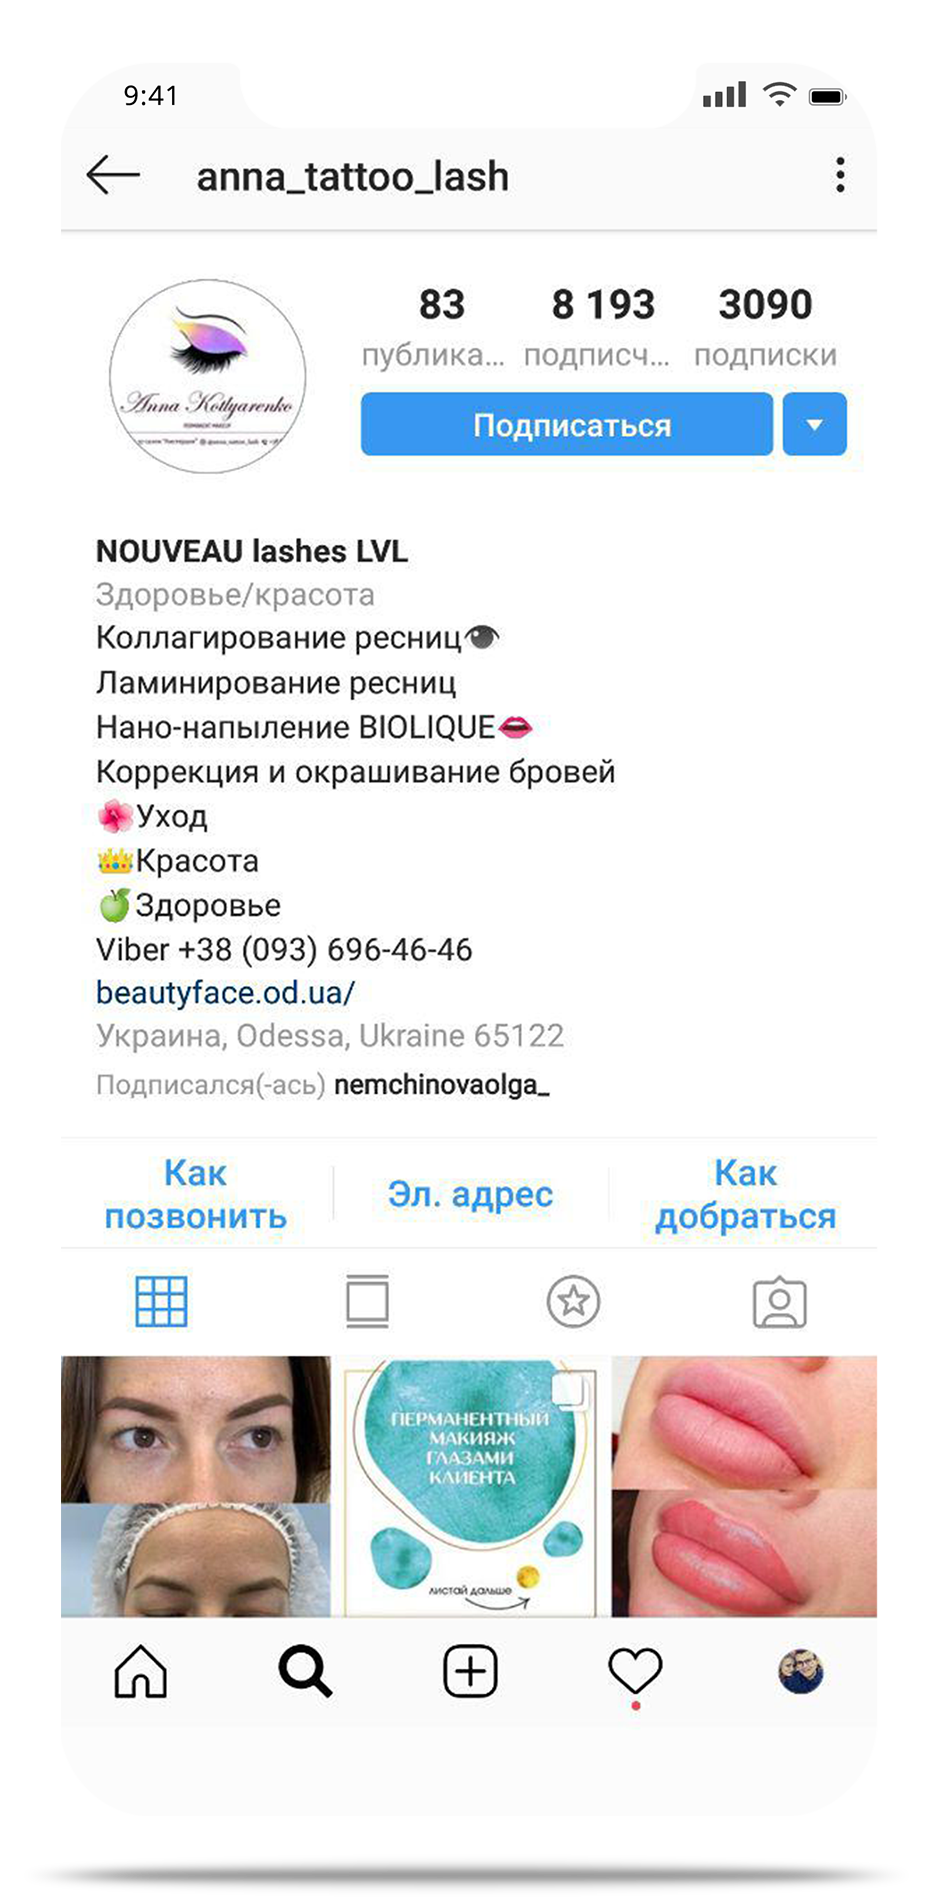 9:41
anna_tattoo_lash
83 8 193 3090
публика... подписч... подписки
Подписаться
Anna Kotlyarenko
PERMANENT MAKEUP
NOUVEAU lashes LVL
Здоровье/красота
Коллагирование ресниц
Ламинирование ресниц
Нано-напыление BIOLIQUE
Коррекция и окрашивание бровей
Уход
Красота
Здоровье
Viber +38 (093) 696-46-46
beautyface.od.ua/
Украина, Odessa, Ukraine 65122
Подписался(-ась) nemchinovaolga_
Как позвонить
Эл. адрес
Как добраться
ПЕРМАНЕНТНЫЙ
МАКИЯЖ
ГЛАЗАМИ
КЛИЕНТА
листай дальше